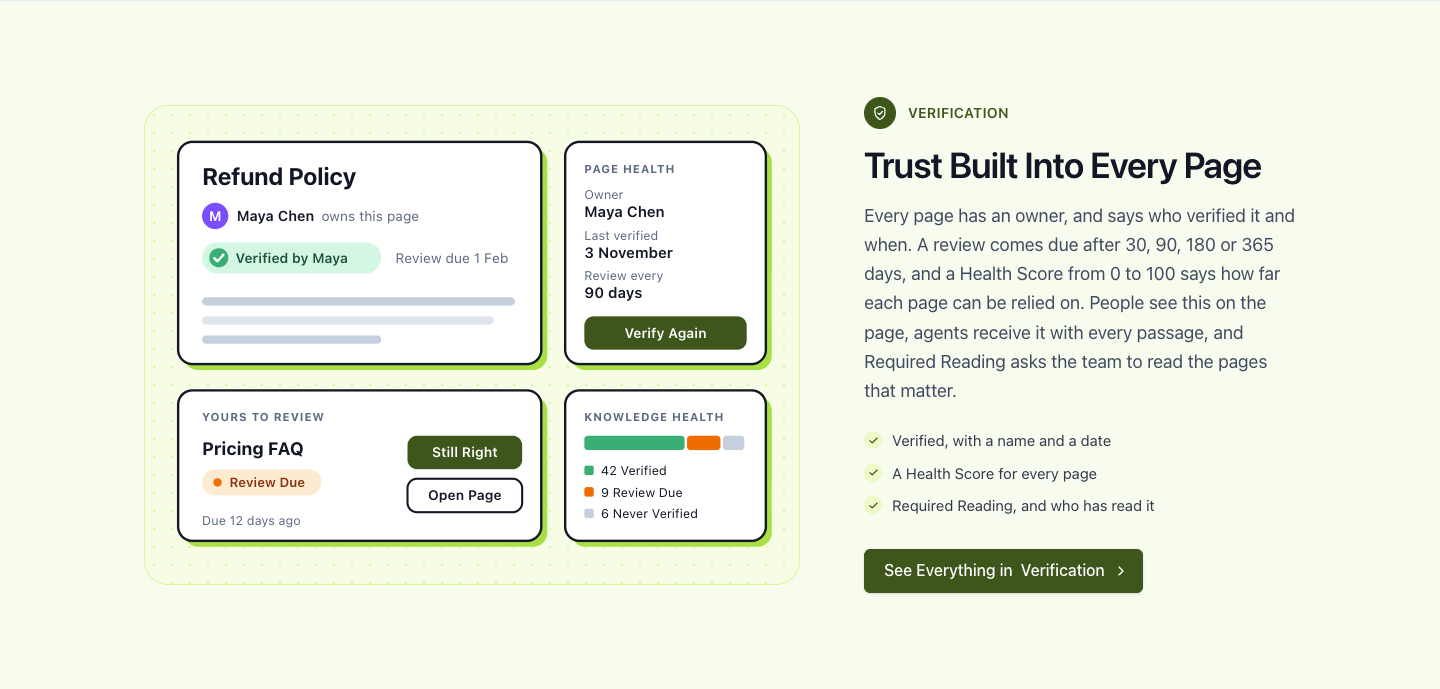 Refund Policy
M Maya Chen owns this page
Verified by Maya Review due 1 Feb
PAGE HEALTH
Owner
Maya Chen
Last verified
3 November
Review every
90 days
Verify Again
YOURS TO REVIEW
Pricing FAQ
Review Due
Due 12 days ago
Still Right
Open Page
KNOWLEDGE HEALTH
42 Verified
9 Review Due
6 Never Verified
VERIFICATION
Trust Built Into Every Page
Every page has an owner, and says who verified it and
when. A review comes due after 30, 90, 180 or 365
days, and a Health Score from 0 to 100 says how far
each page can be relied on. People see this on the
page, agents receive it with every passage, and
Required Reading asks the team to read the pages
that matter.
Verified, with a name and a date
A Health Score for every page
Required Reading, and who has read it
See Everything in Verification